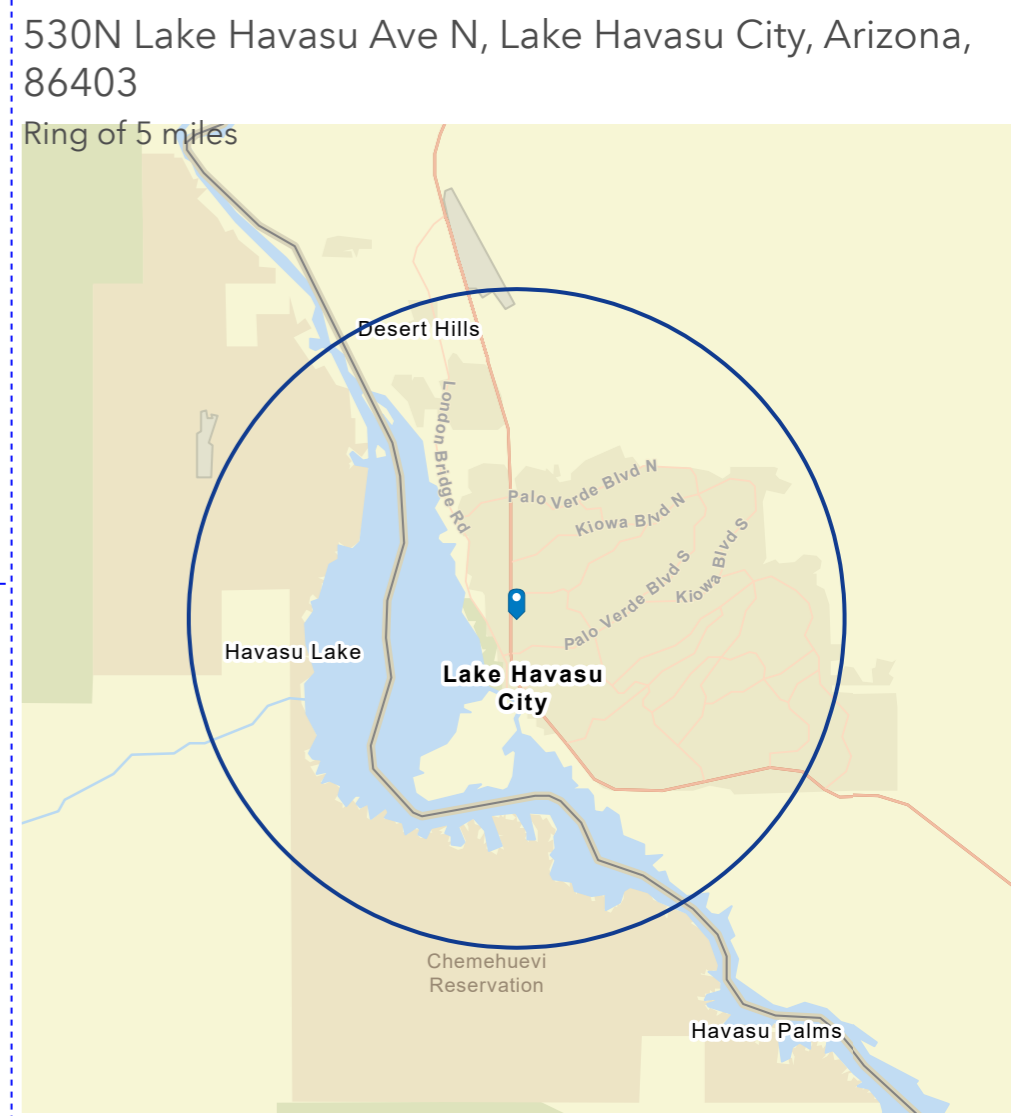 530N Lake Havasu Ave N, Lake Havasu City, Arizona,
86403
Ring of 5 miles
Desert Hills
London Bridge Rd
Palo Verde Blvd N
Kiowa Blvd N
Kiowa Blvd S
Palo Verde Blvd S
Havasu Lake
Lake Havasu
City
Chemehuevi
Reservation
Havasu Palms